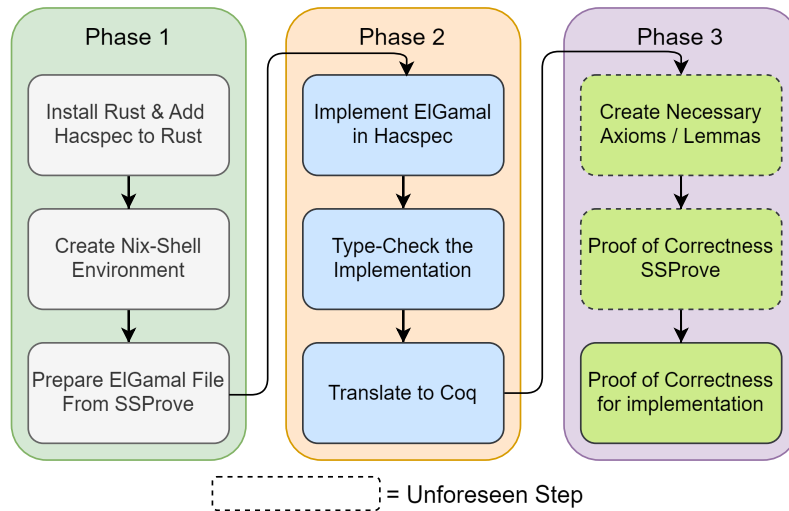 Phase 1
Install Rust & Add
Hacspec to Rust
Create Nix-Shell
Environment
Prepare ElGamal File
From SSProve
Phase 2
Implement ElGamal
in Hacspec
Type-Check the
Implementation
Translate to Coq
Phase 3
Create Necessary
Axioms / Lemmas
Proof of Correctness
SSProve
Proof of Correctness
for implementation
= Unforeseen Step